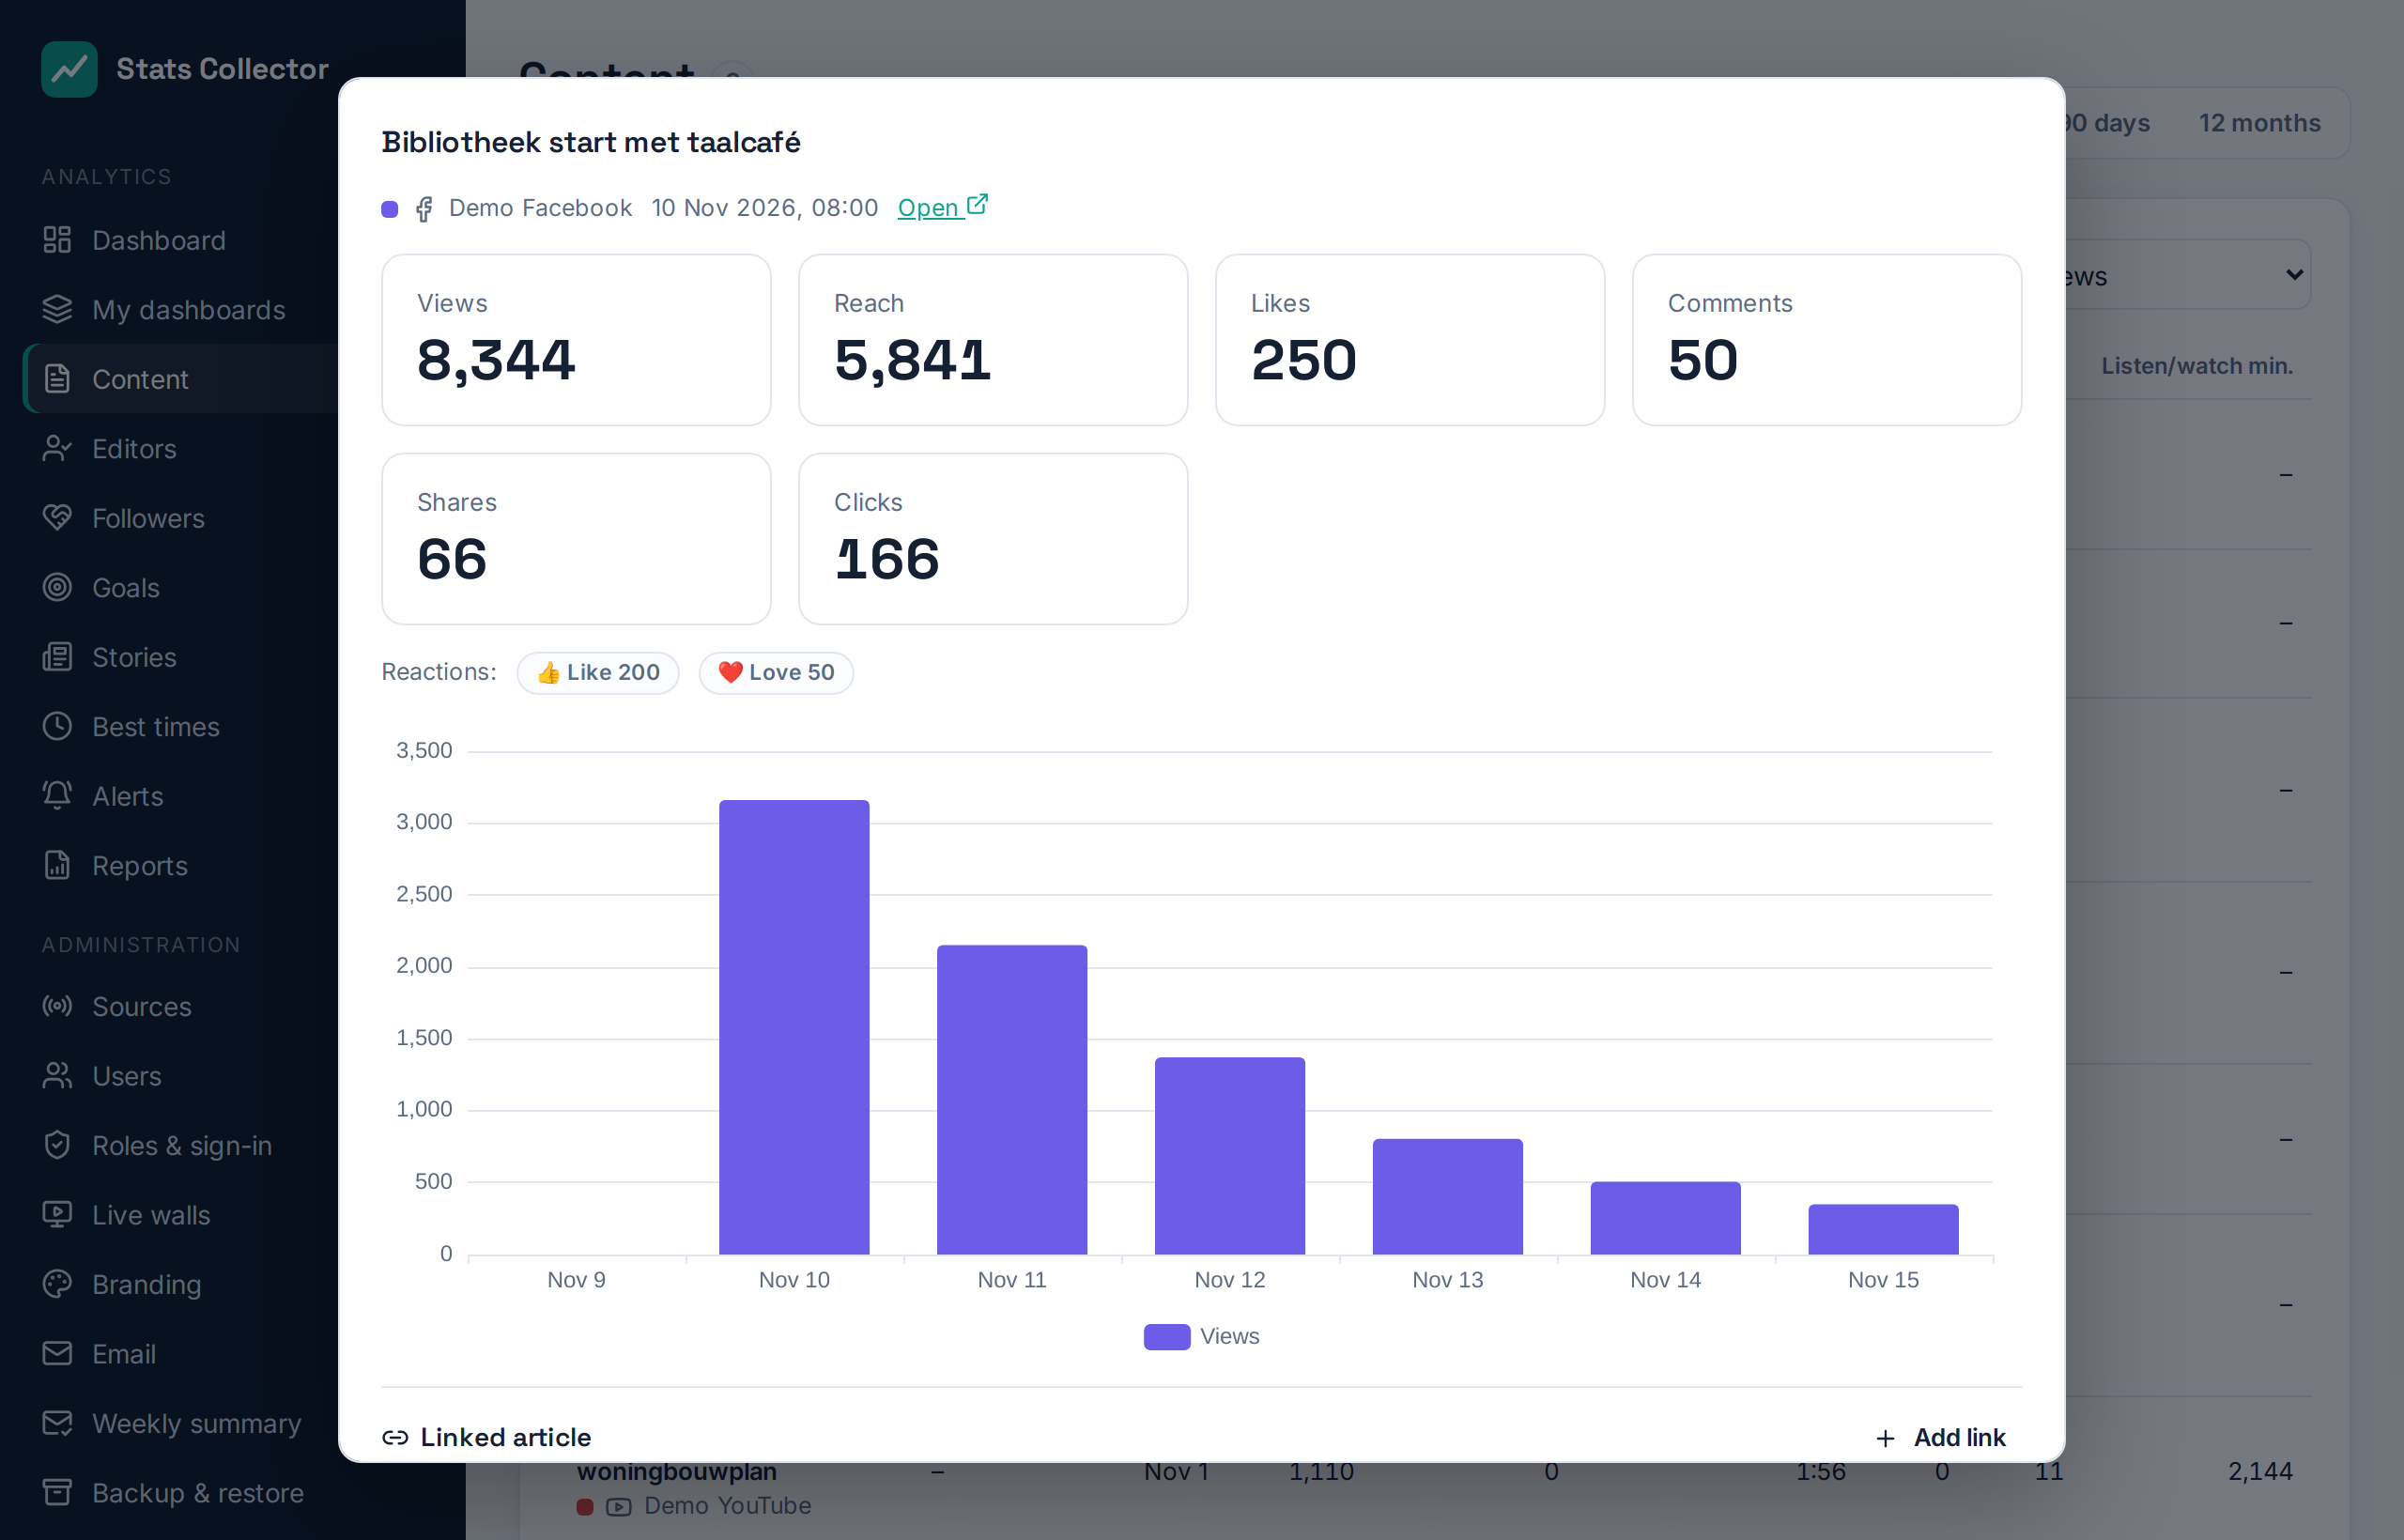 Stats Collector
ANALYTICS
Dashboard
My dashboards
Content
Editors
Followers
Goals
Stories
Best times
Alerts
Reports
ADMINISTRATION
Sources
Users
Roles & sign-in
Live walls
Branding
Email
Weekly summary
Backup & restore
Content
90 days 12 months
Listen/watch min.
–
–
–
–
–
–
Bibliotheek start met taalcafé
Demo Facebook 10 Nov 2026, 08:00 Open
Views
8,344
Reach
5,841
Likes
250
Comments
50
Shares
66
Clicks
166
Reactions: 👍 Like 200 ❤️ Love 50
3,500
3,000
2,500
2,000
1,500
1,000
500
0
Nov 9 Nov 10 Nov 11 Nov 12 Nov 13 Nov 14 Nov 15
Views
Linked article
+ Add link
woningbouwplan – Nov 1 1,110 0 1:56 0 11 2,144
Demo YouTube